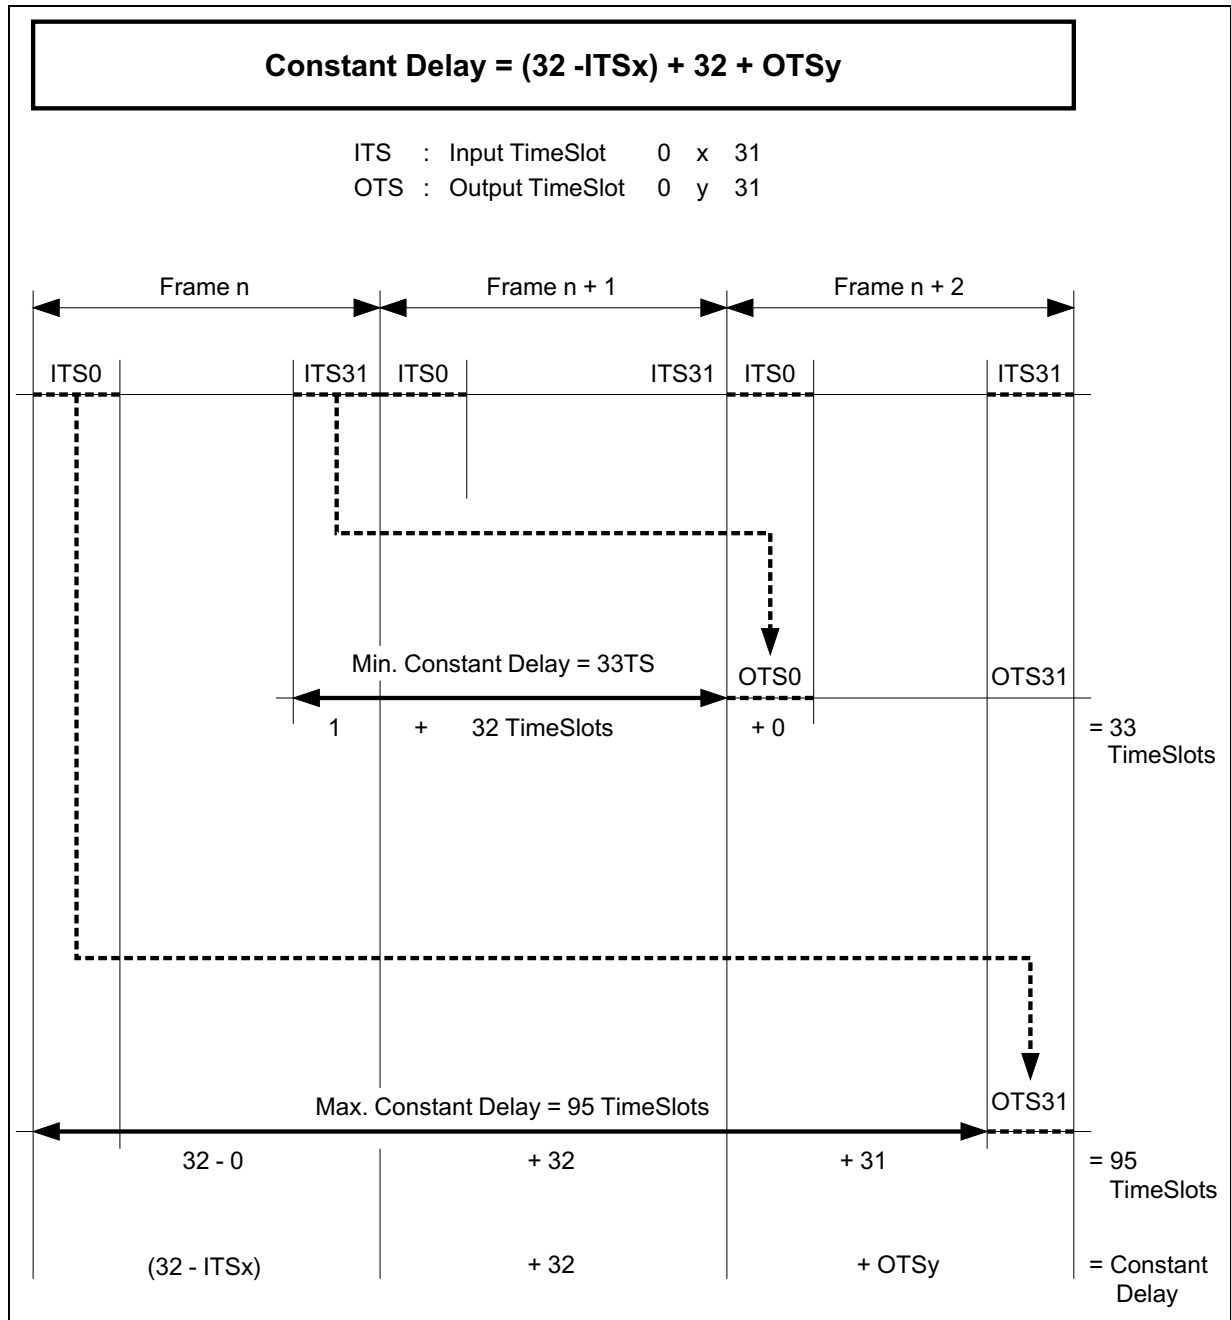 Constant Delay = (32 -ITSx) + 32 + OTSy
ITS : Input TimeSlot 0 x 31
OTS : Output TimeSlot 0 y 31
Frame n Frame n + 1 Frame n + 2
ITS0 ITS31 ITS0 ITS31 ITS0 ITS31
Min. Constant Delay = 33TS
OTS0 OTS31
1 + 32 TimeSlots + 0 = 33
TimeSlots
Max. Constant Delay = 95 TimeSlots
OTS31
32 - 0 + 32 + 31 = 95
TimeSlots
(32 - ITSx) + 32 + OTSy = Constant
Delay